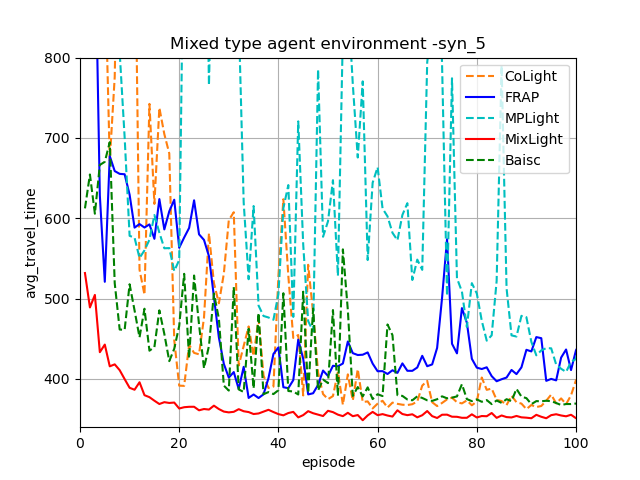 Mixed type agent environment -syn_5
CoLight
FRAP
MPLight
MixLight
Baisc
avg_travel_time
800
700
600
500
400
0 20 40 60 80 100
episode